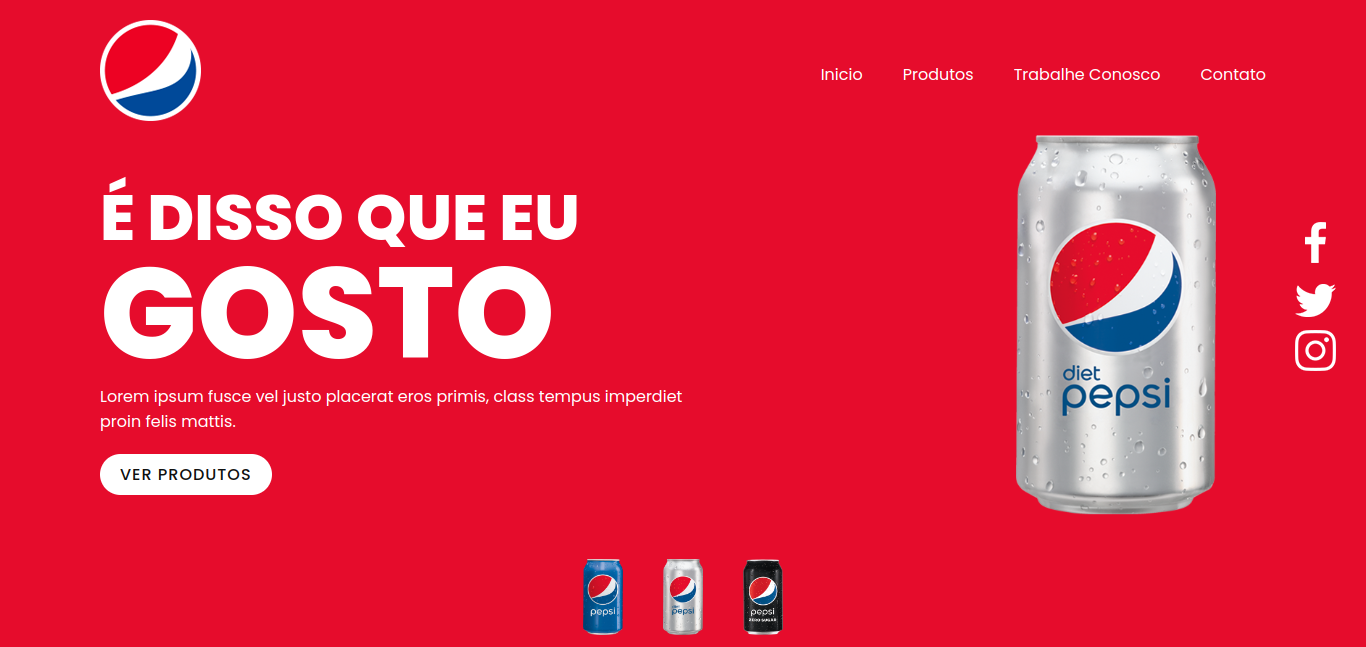 Inicio Produtos Trabalhe Conosco Contato
É DISSO QUE EU
GOSTO
Lorem ipsum fusce vel justo placerat eros primis, class tempus imperdiet
proin felis mattis.
VER PRODUTOS
diet
pepsi
pepsi
diet
pepsi
pepsi
ZERO SUGAR